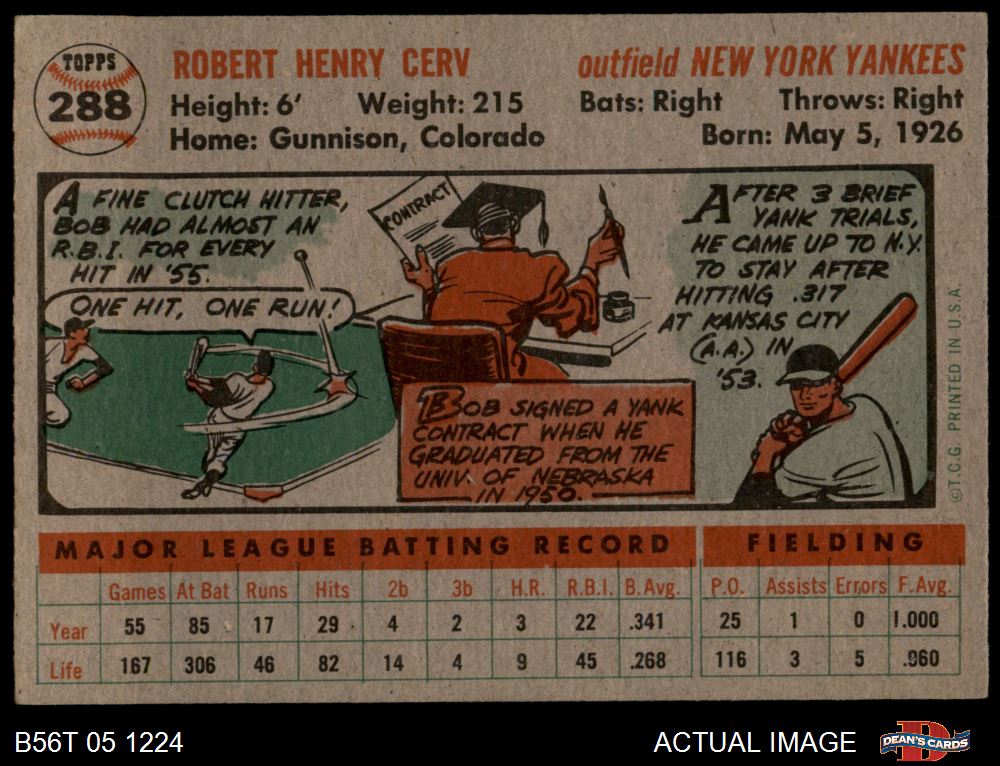 TOPPS
288
ROBERT HENRY CERV
outfield NEW YORK YANKEES
Height: 6' Weight: 215 Bats: Right Throws: Right
Home: Gunnison, Colorado Born: May 5, 1926
A FINE CLUTCH HITTER,
BOB HAD ALMOST AN
R.B.I. FOR EVERY
HIT IN '55.
ONE HIT, ONE RUN!
CONTRACT
BOB SIGNED A YANK
CONTRACT WHEN HE
GRADUATED FROM THE
UNIV. OF NEBRASKA
IN 1950.
AFTER 3 BRIEF
YANK TRIALS,
HE CAME UP TO N.Y.
TO STAY AFTER
HITTING .317
AT KANSAS CITY
(A.A.) IN
'53.
©T.C.G. PRINTED IN U.S.A.
MAJOR LEAGUE BATTING RECORD FIELDING
Games At Bat Runs Hits 2b 3b H.R. R.B.I. B.Avg. P.O. Assists Errors F.Avg.
Year 55 85 17 29 4 2 3 22 .341 25 1 0 1.000
Life 167 306 46 82 14 4 9 45 .268 116 3 5 .960
B56T 05 1224
ACTUAL IMAGE
DEAN'S CARDS